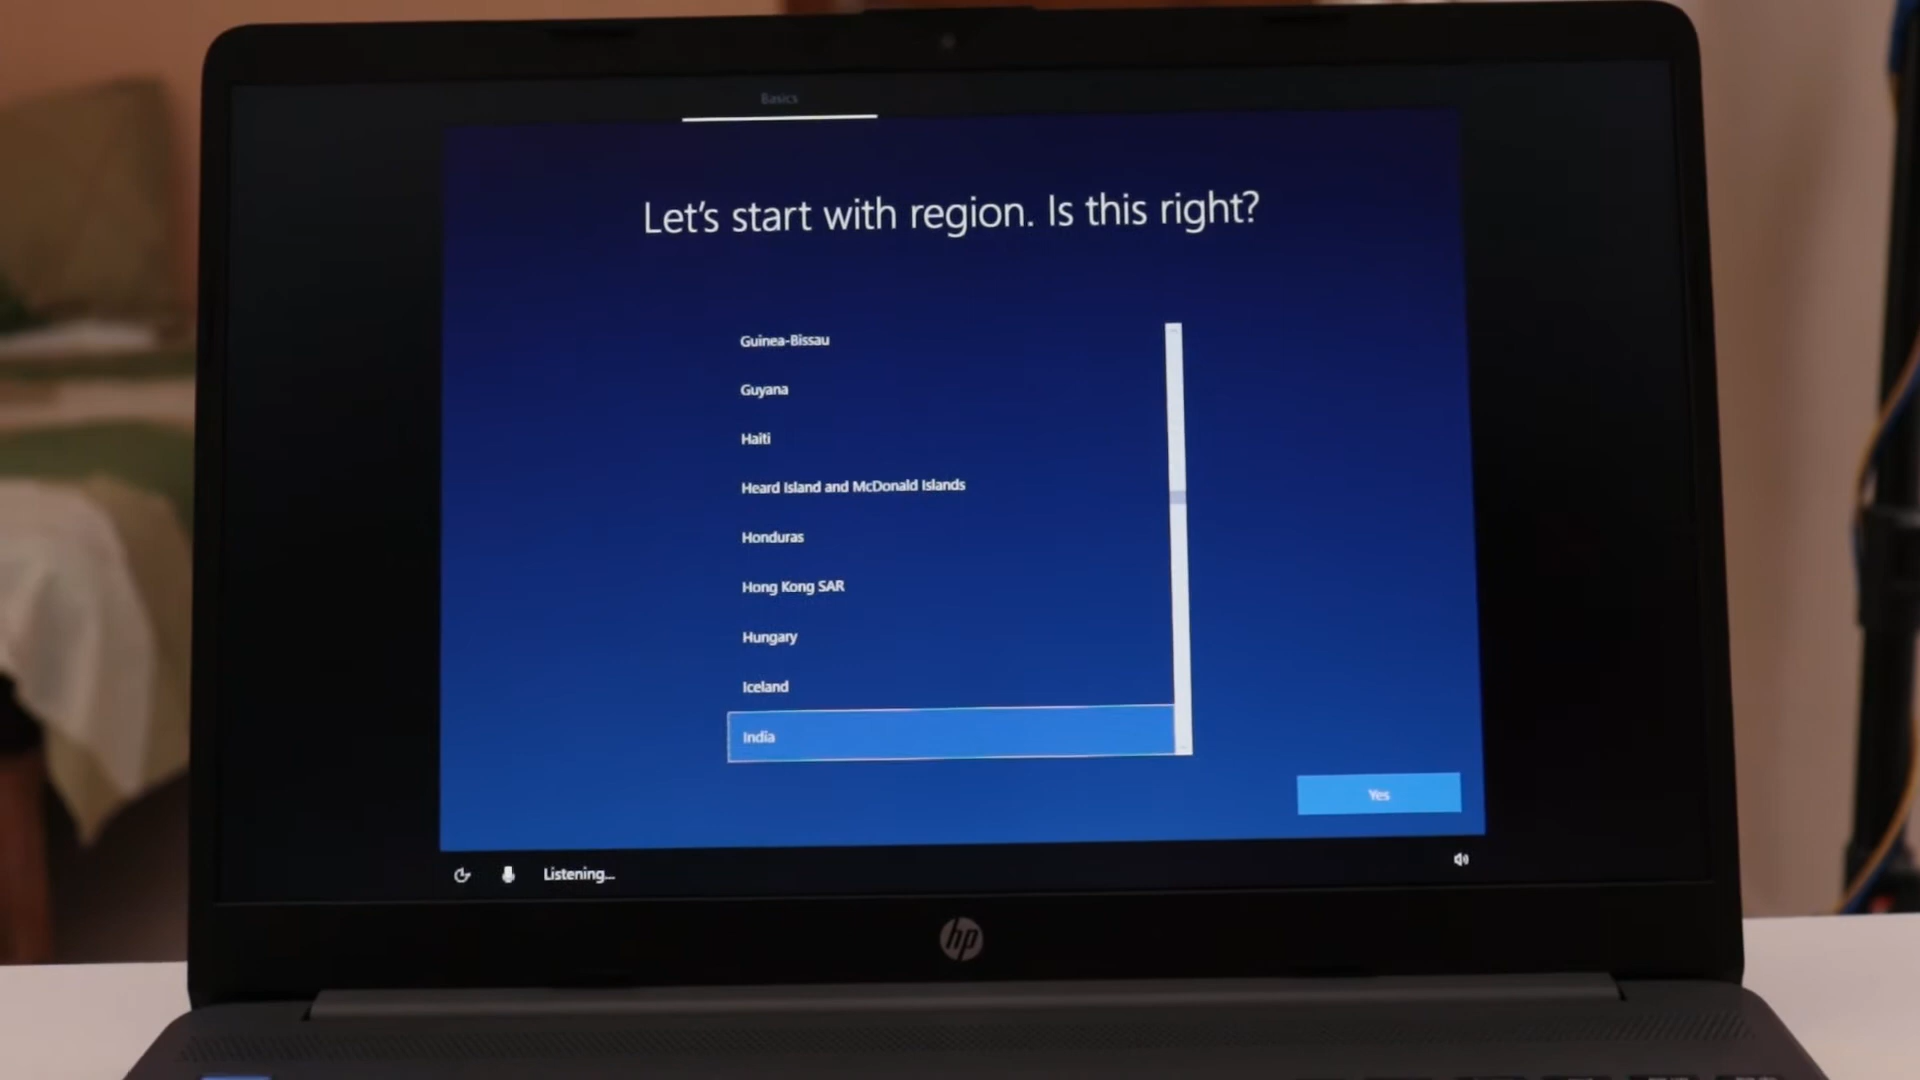 Basics
Let's start with region. Is this right?
Guinea-Bissau
Guyana
Haiti
Heard Island and McDonald Islands
Honduras
Hong Kong SAR
Hungary
Iceland
India
Yes
Listening...
hp